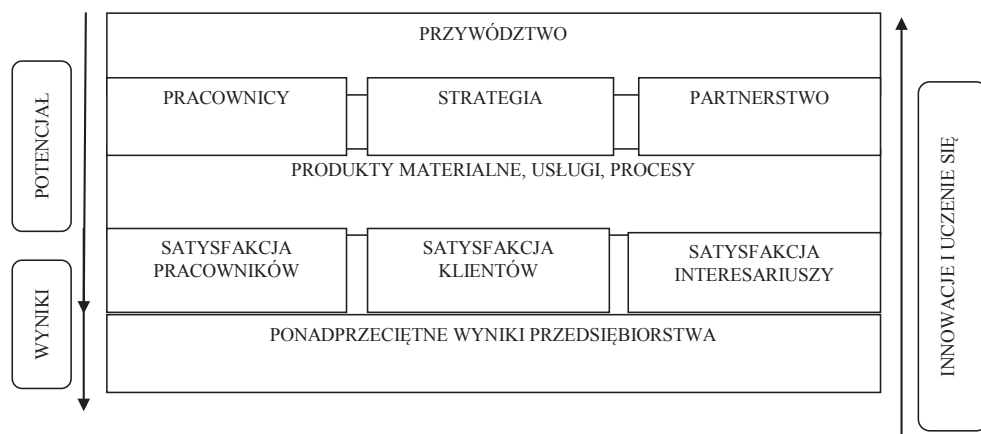 PRZYWÓDZTWO
POTENCJAŁ
PRACOWNICY
STRATEGIA
PARTNERSTWO
PRODUKTY MATERIALNE, USŁUGI, PROCESY
SATYSFAKCJA
PRACOWNIKÓW
SATYSFAKCJA
KLIENTÓW
SATYSFAKCJA
INTERESARIUSZY
WYNIKI
PONADPRZECIĘTNE WYNIKI PRZEDSIĘBIORSTWA
INNOWACJE I UCZENIE SIĘ